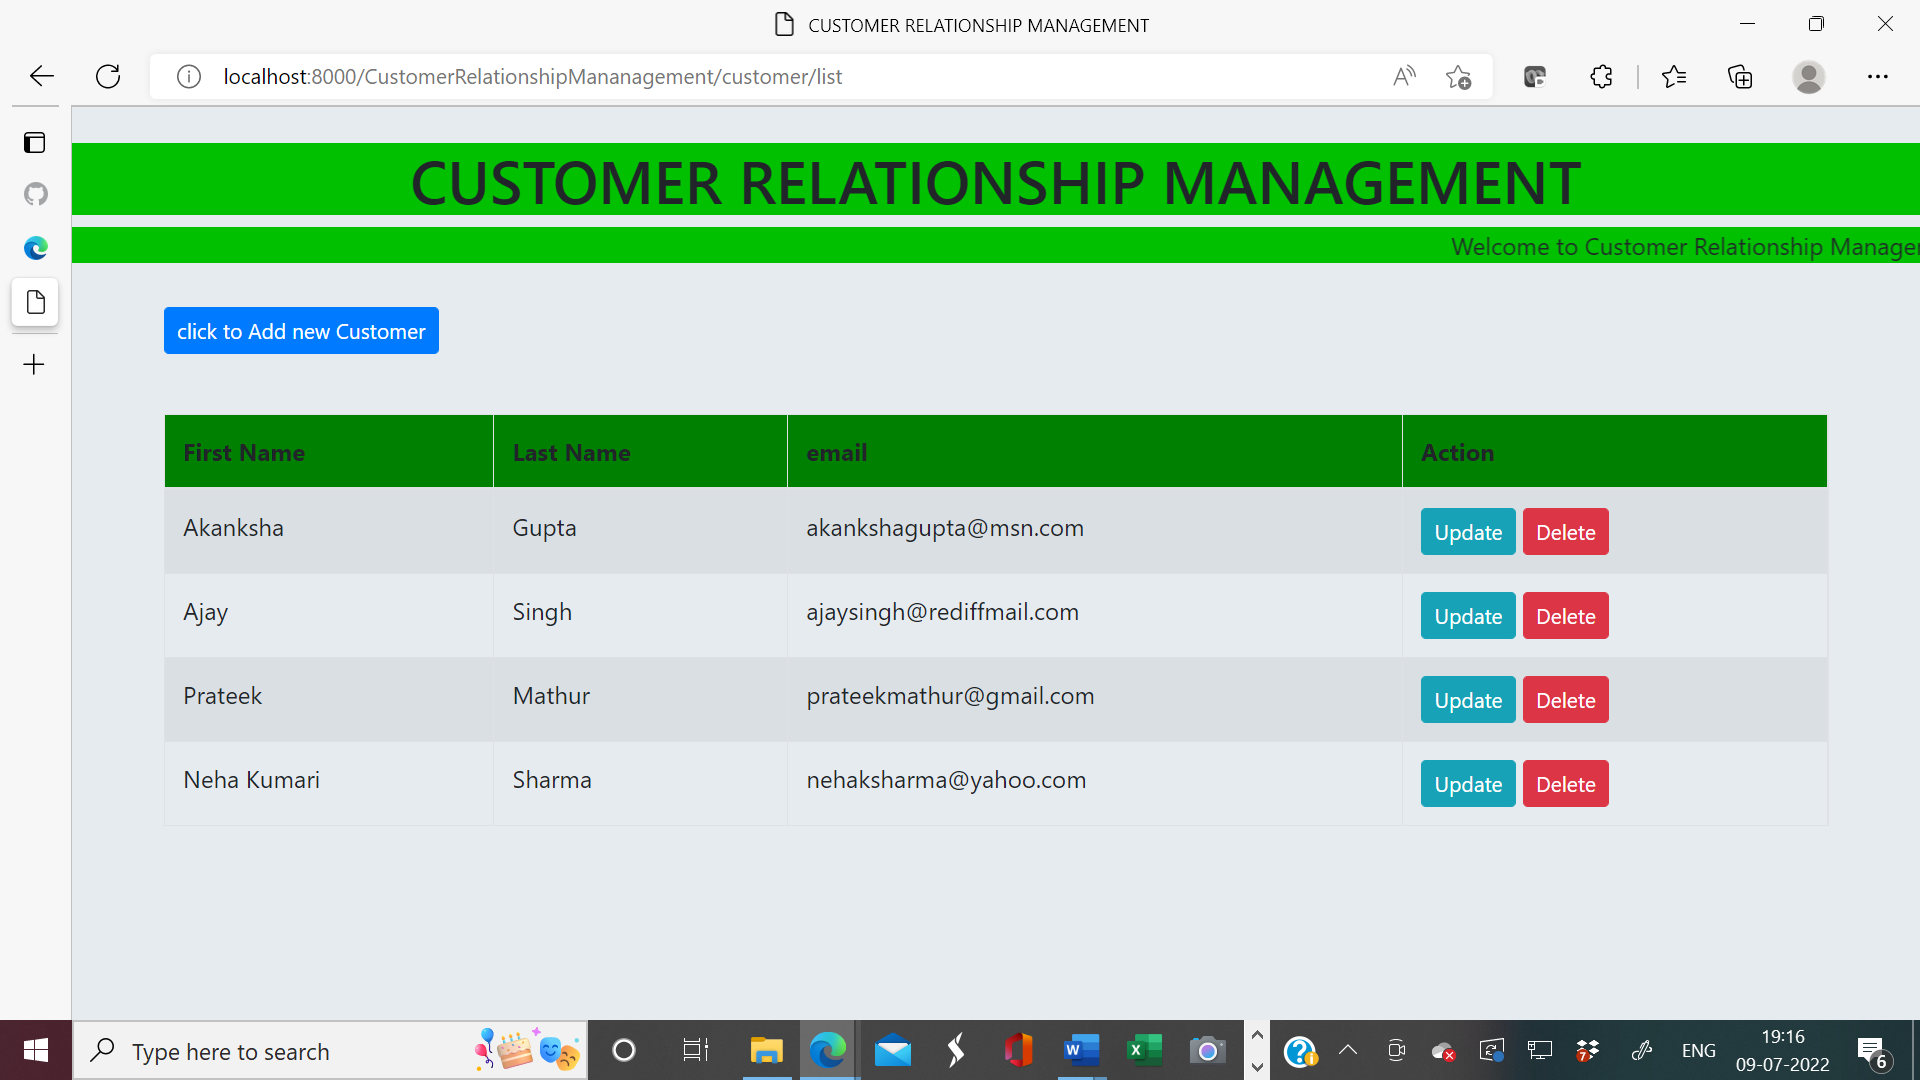 CUSTOMER RELATIONSHIP MANAGEMENT
localhost:8000/CustomerRelationshipMananagement/customer/list
CUSTOMER RELATIONSHIP MANAGEMENT
Welcome to Customer Relationship Manager
click to Add new Customer
First Name Last Name email Action
Akanksha Gupta akankshagupta@msn.com Update Delete
Ajay Singh ajaysingh@rediffmail.com Update Delete
Prateek Mathur prateekmathur@gmail.com Update Delete
Neha Kumari Sharma nehaksharma@yahoo.com Update Delete
Type here to search
ENG
19:16
09-07-2022
6
7